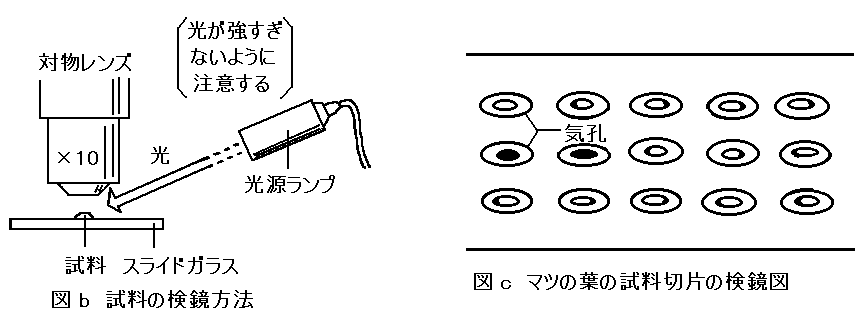 光が強すぎ
ないように
注意する
対物レンズ
×10
光
光源ランプ
試料 スライドガラス
図b 試料の検鏡方法
気孔
図c マツの葉の試料切片の検鏡図